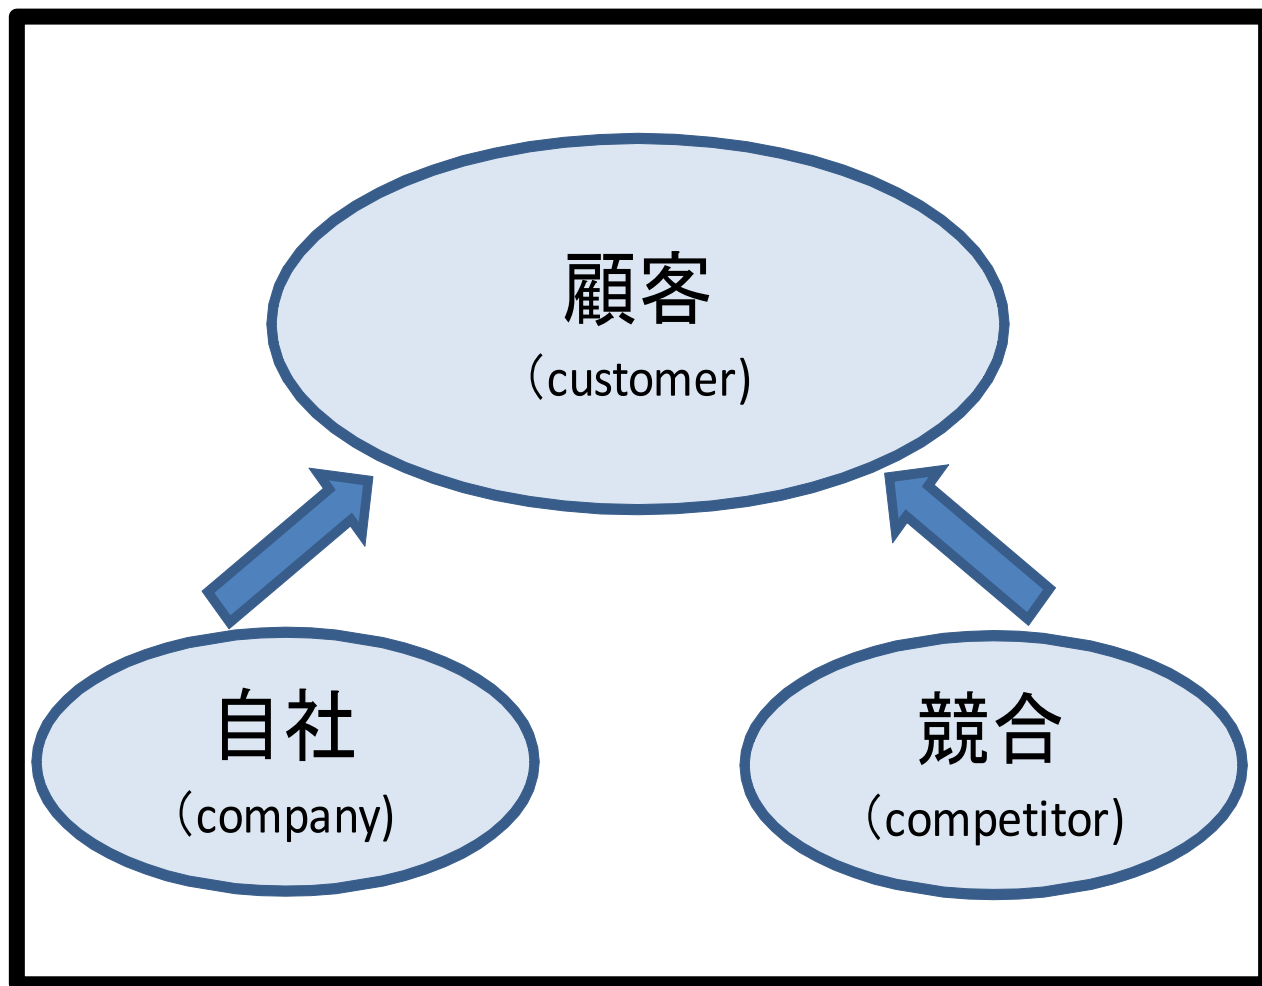 顧客
（customer)
自社
（company)
競合
（competitor)